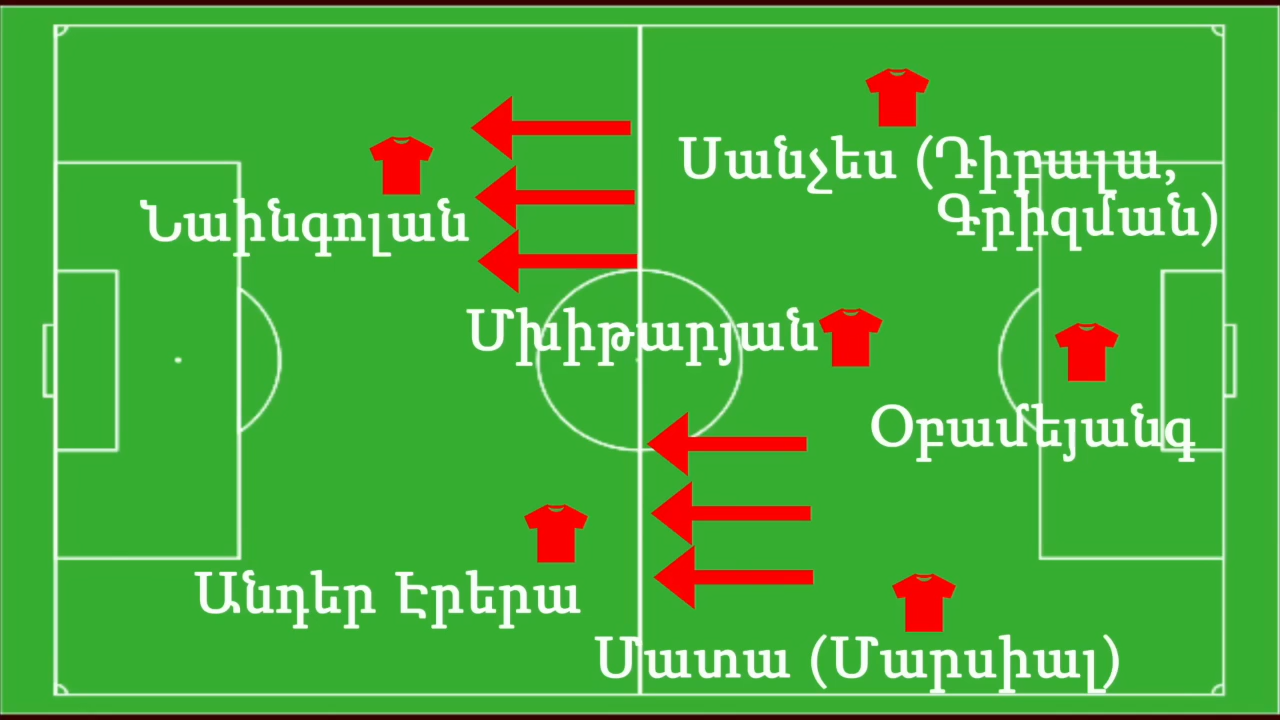 Սանչես (Դիբալա,
Գրիզման)
Նաինգոլան
Մխիթարյան
Օբամեյանգ
Անդեր Էրերա
Մատա (Մարսիալ)